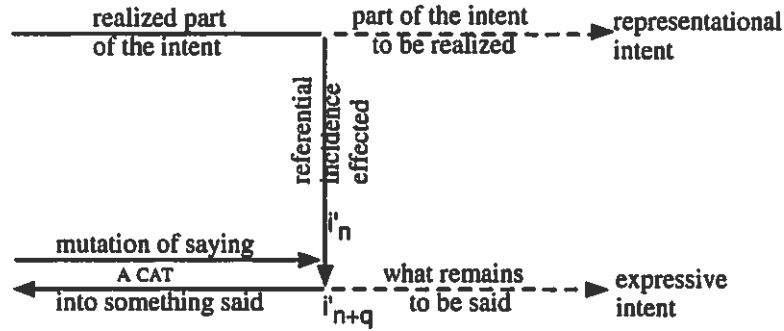 realized part
of the intent
part of the intent
to be realized
representational
intent
referential
incidence
effected
i'n
mutation of saying
A CAT
into something said
i'n+q
what remains
to be said
expressive
intent